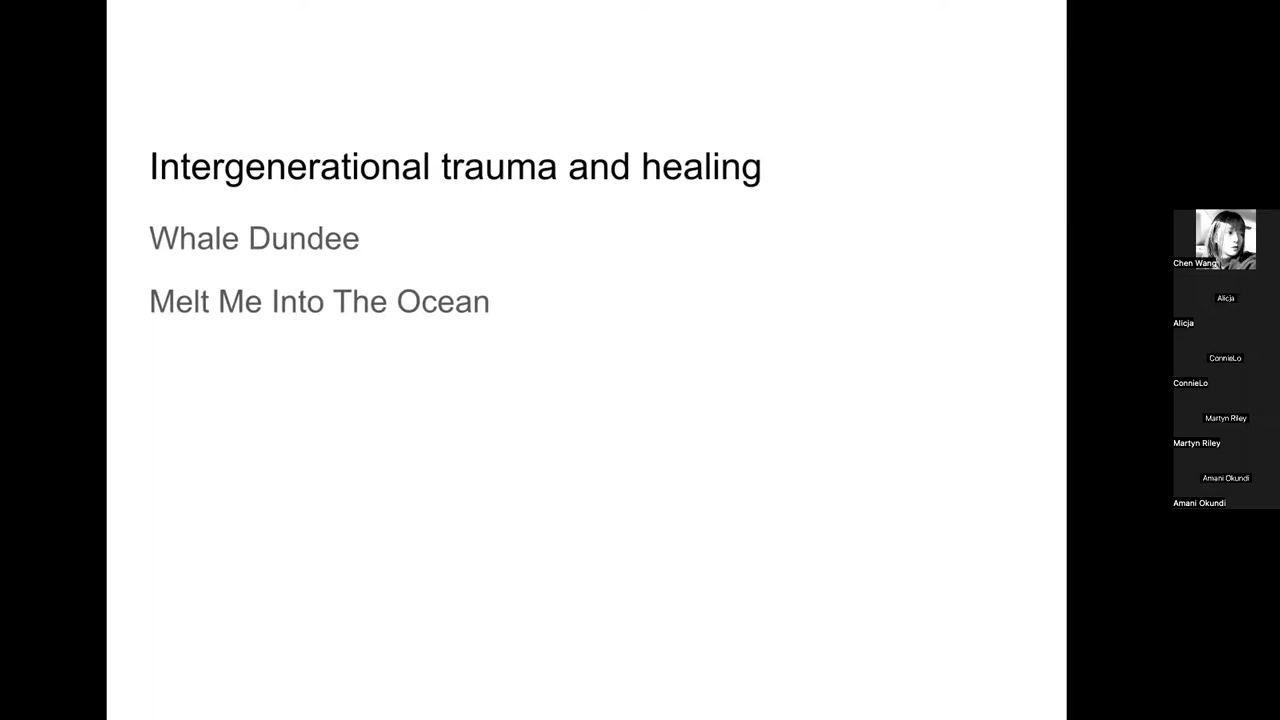 Intergenerational trauma and healing
Whale Dundee
Melt Me Into The Ocean
Chen Wang
Alicja
Alicja
ConnieLo
ConnieLo
Martyn Riley
Martyn Riley
Amani Okundi
Amani Okundi